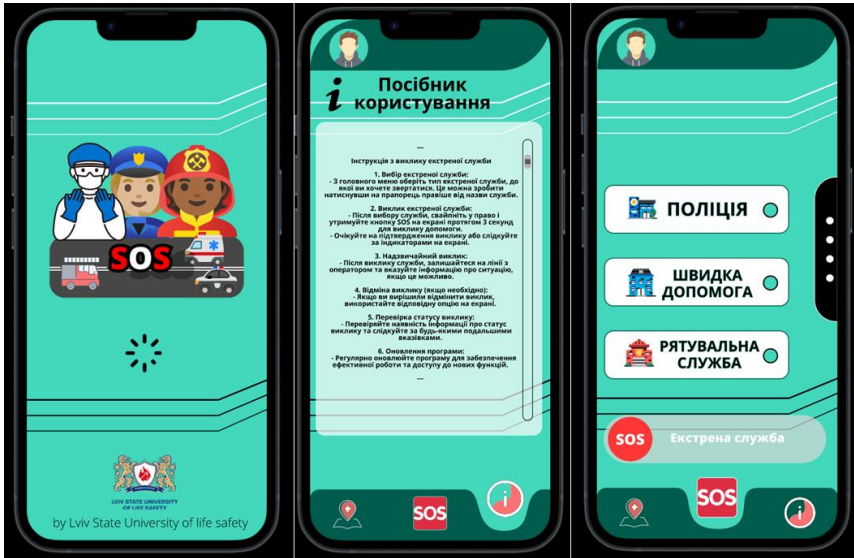 SOS
LVIV STATE UNIVERSITY
OF LIFE SAFETY
by Lviv State University of life safety
i
Посібник
користування
...
Інструкція з виклику екстреної служби
1. Вибір екстреної служби:
- З головного меню оберіть тип екстреної служби, до
якої ви хочете звертатися. Це можна зробити
натиснувши на прапорець правіше від назви служби.
2. Виклик екстреної служби:
- Після вибору служби, свайпніть у право і
утримуйте кнопку SOS на екрані протягом 3 секунд
для виклику допомоги.
- Очікуйте на підтвердження виклику або слідкуйте
за індикаторами на екрані.
3. Надзвичайний виклик:
- Після виклику служби, залишайтеся на лінії з
оператором та вказуйте інформацію про ситуацію,
якщо це можливо.
4. Відміна виклику (якщо необхідно):
- Якщо ви вирішили відмінити виклик,
використайте відповідну опцію на екрані.
5. Перевірка статусу виклику:
- Перевіряйте наявність інформації про статус
виклику та слідкуйте за будь-якими подальшими
вказівками.
6. Оновлення програми:
- Регулярно оновлюйте програму для забезпечення
ефективної роботи та доступу до нових функцій.
...
SOS
i
ПОЛІЦІЯ
ШВИДКА
ДОПОМОГА
РЯТУВАЛЬНА
СЛУЖБА
SOS
Екстрена служба
SOS
i